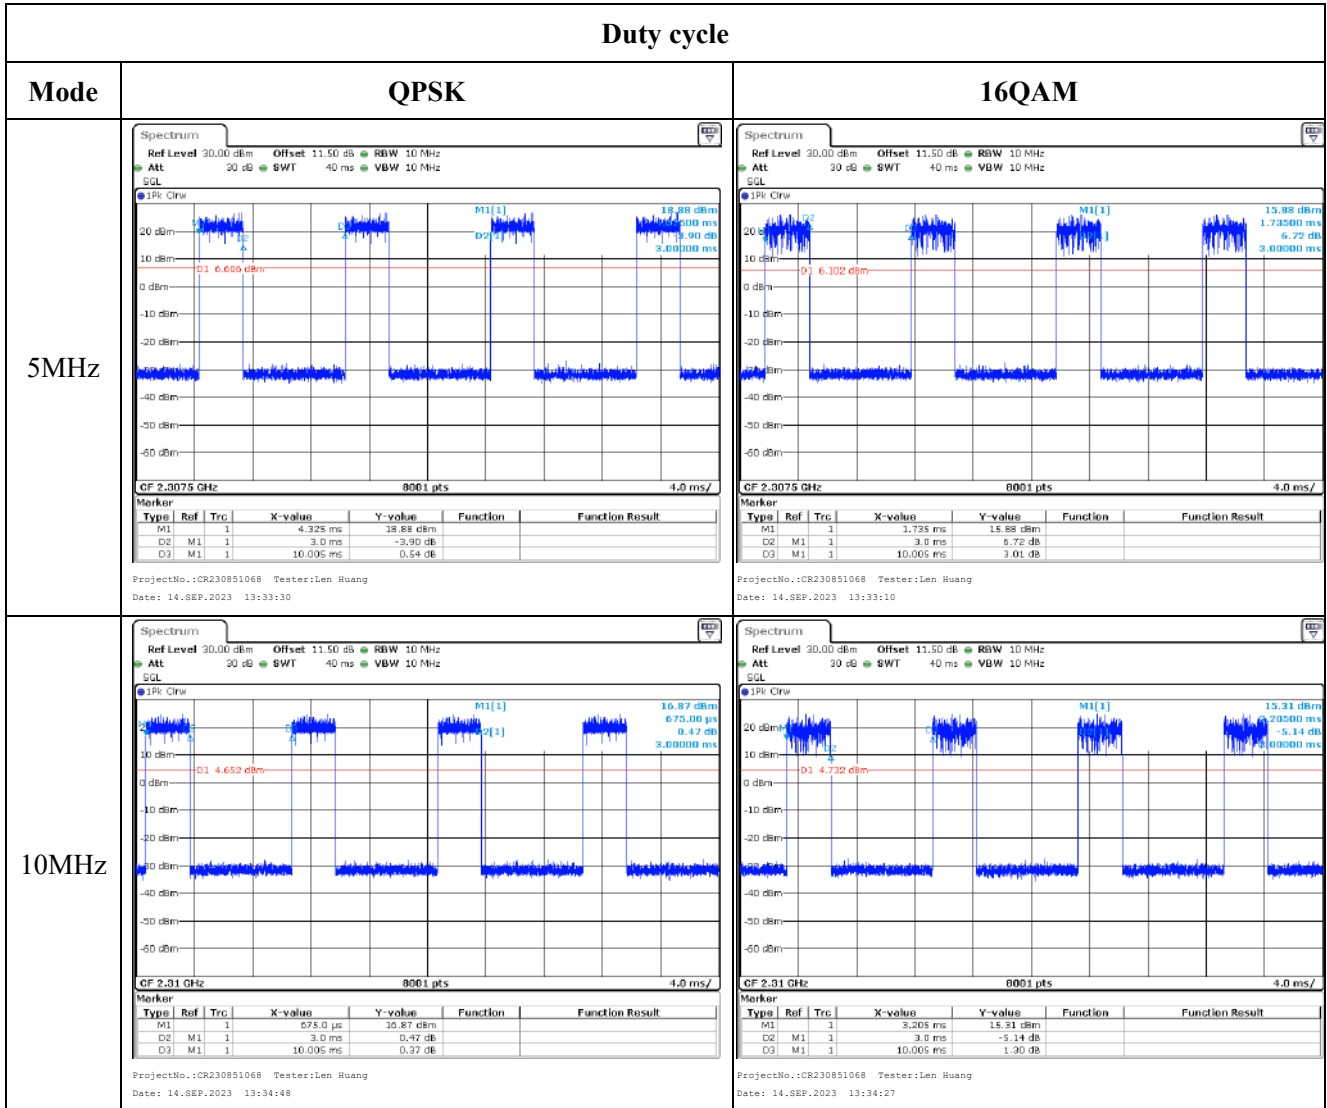 Duty cycle
Mode QPSK 16QAM
5MHz
Spectrum
Ref Level 30.00 dBm Offset 11.50 dB RBW 10 MHz
Att 30 dB SWT 40 ms VBW 10 MHz
SGL
1Pk Clrw
M1[1] 18.88 dBm
D2[1] -3.90 dB
3.00000 ms
20 dBm
10 dBm
D1 6.606 dBm
0 dBm
-10 dBm
-20 dBm
-40 dBm
-50 dBm
-60 dBm
CF 2.3075 GHz 8001 pts 4.0 ms/
Marker
Type Ref Trc X-value Y-value Function Function Result
M1 1 4.325 ms 18.88 dBm
D2 M1 1 3.0 ms -3.90 dB
D3 M1 1 10.005 ms 0.54 dB
ProjectNo.:CR230851068 Tester:Len Huang
Date: 14.SEP.2023 13:33:30
Spectrum
Ref Level 30.00 dBm Offset 11.50 dB RBW 10 MHz
Att 30 dB SWT 40 ms VBW 10 MHz
SGL
1Pk Clrw
M1[1] 15.88 dBm
1.73500 ms
6.72 dB
3.00000 ms
20 dBm
10 dBm
D1 6.102 dBm
0 dBm
-10 dBm
-20 dBm
-40 dBm
-50 dBm
-60 dBm
CF 2.3075 GHz 8001 pts 4.0 ms/
Marker
Type Ref Trc X-value Y-value Function Function Result
M1 1 1.735 ms 15.88 dBm
D2 M1 1 3.0 ms 6.72 dB
D3 M1 1 10.005 ms 3.01 dB
ProjectNo.:CR230851068 Tester:Len Huang
Date: 14.SEP.2023 13:33:10
10MHz
Spectrum
Ref Level 30.00 dBm Offset 11.50 dB RBW 10 MHz
Att 30 dB SWT 40 ms VBW 10 MHz
SGL
1Pk Clrw
M1[1] 16.87 dBm
675.00 µs
D2[1] 0.47 dB
3.00000 ms
20 dBm
10 dBm
D1 4.652 dBm
0 dBm
-10 dBm
-20 dBm
-30 dBm
-40 dBm
-50 dBm
-60 dBm
CF 2.31 GHz 8001 pts 4.0 ms/
Marker
Type Ref Trc X-value Y-value Function Function Result
M1 1 675.0 µs 16.87 dBm
D2 M1 1 3.0 ms 0.47 dB
D3 M1 1 10.005 ms 0.37 dB
ProjectNo.:CR230851068 Tester:Len Huang
Date: 14.SEP.2023 13:34:48
Spectrum
Ref Level 30.00 dBm Offset 11.50 dB RBW 10 MHz
Att 30 dB SWT 40 ms VBW 10 MHz
SGL
1Pk Clrw
M1[1] 15.31 dBm
3.20500 ms
-5.14 dB
3.00000 ms
20 dBm
10 dBm
D1 4.732 dBm
0 dBm
-10 dBm
-20 dBm
-40 dBm
-50 dBm
-60 dBm
CF 2.31 GHz 8001 pts 4.0 ms/
Marker
Type Ref Trc X-value Y-value Function Function Result
M1 1 3.205 ms 15.31 dBm
D2 M1 1 3.0 ms -5.14 dB
D3 M1 1 10.005 ms 1.30 dB
ProjectNo.:CR230851068 Tester:Len Huang
Date: 14.SEP.2023 13:34:27